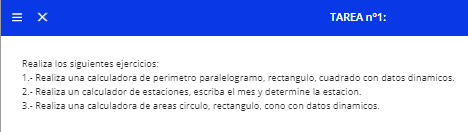 TAREA nº1:
Realiza los siguientes ejercicios:
1.- Realiza una calculadora de perimetro paralelogramo, rectangulo, cuadrado con datos dinamicos.
2.- Realiza un calculador de estaciones, escriba el mes y determine la estacion.
3.- Realiza una calculadora de areas circulo, rectangulo, cono con datos dinamicos.